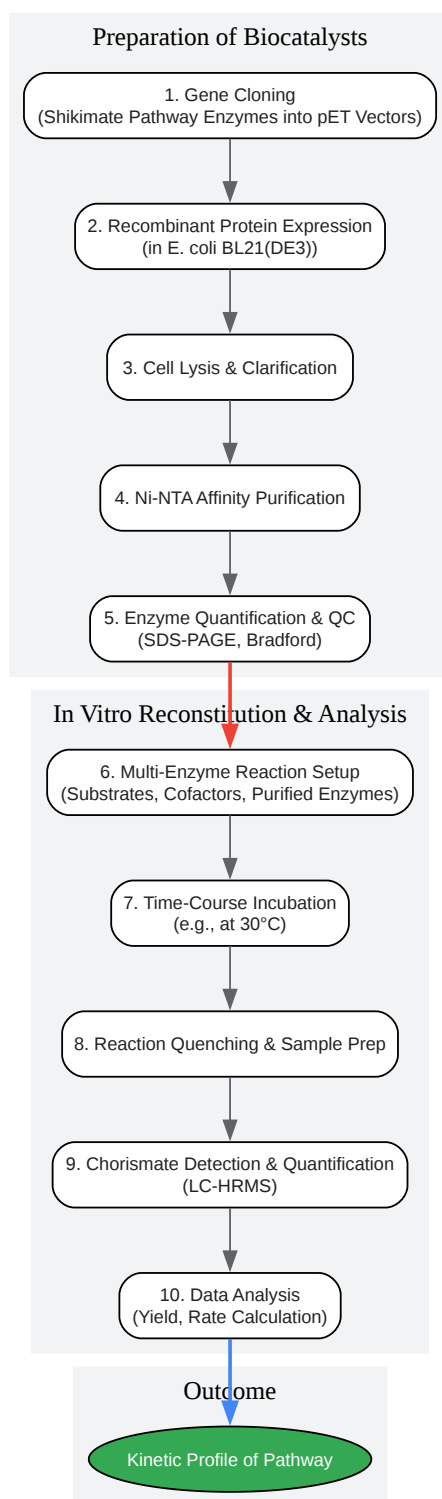 Preparation of Biocatalysts
1. Gene Cloning
(Shikimate Pathway Enzymes into pET Vectors)
2. Recombinant Protein Expression
(in E. coli BL21(DE3))
3. Cell Lysis & Clarification
4. Ni-NTA Affinity Purification
5. Enzyme Quantification & QC
(SDS-PAGE, Bradford)
In Vitro Reconstitution & Analysis
6. Multi-Enzyme Reaction Setup
(Substrates, Cofactors, Purified Enzymes)
7. Time-Course Incubation
(e.g., at 30°C)
8. Reaction Quenching & Sample Prep
9. Chorismate Detection & Quantification
(LC-HRMS)
10. Data Analysis
(Yield, Rate Calculation)
Outcome
Kinetic Profile of Pathway